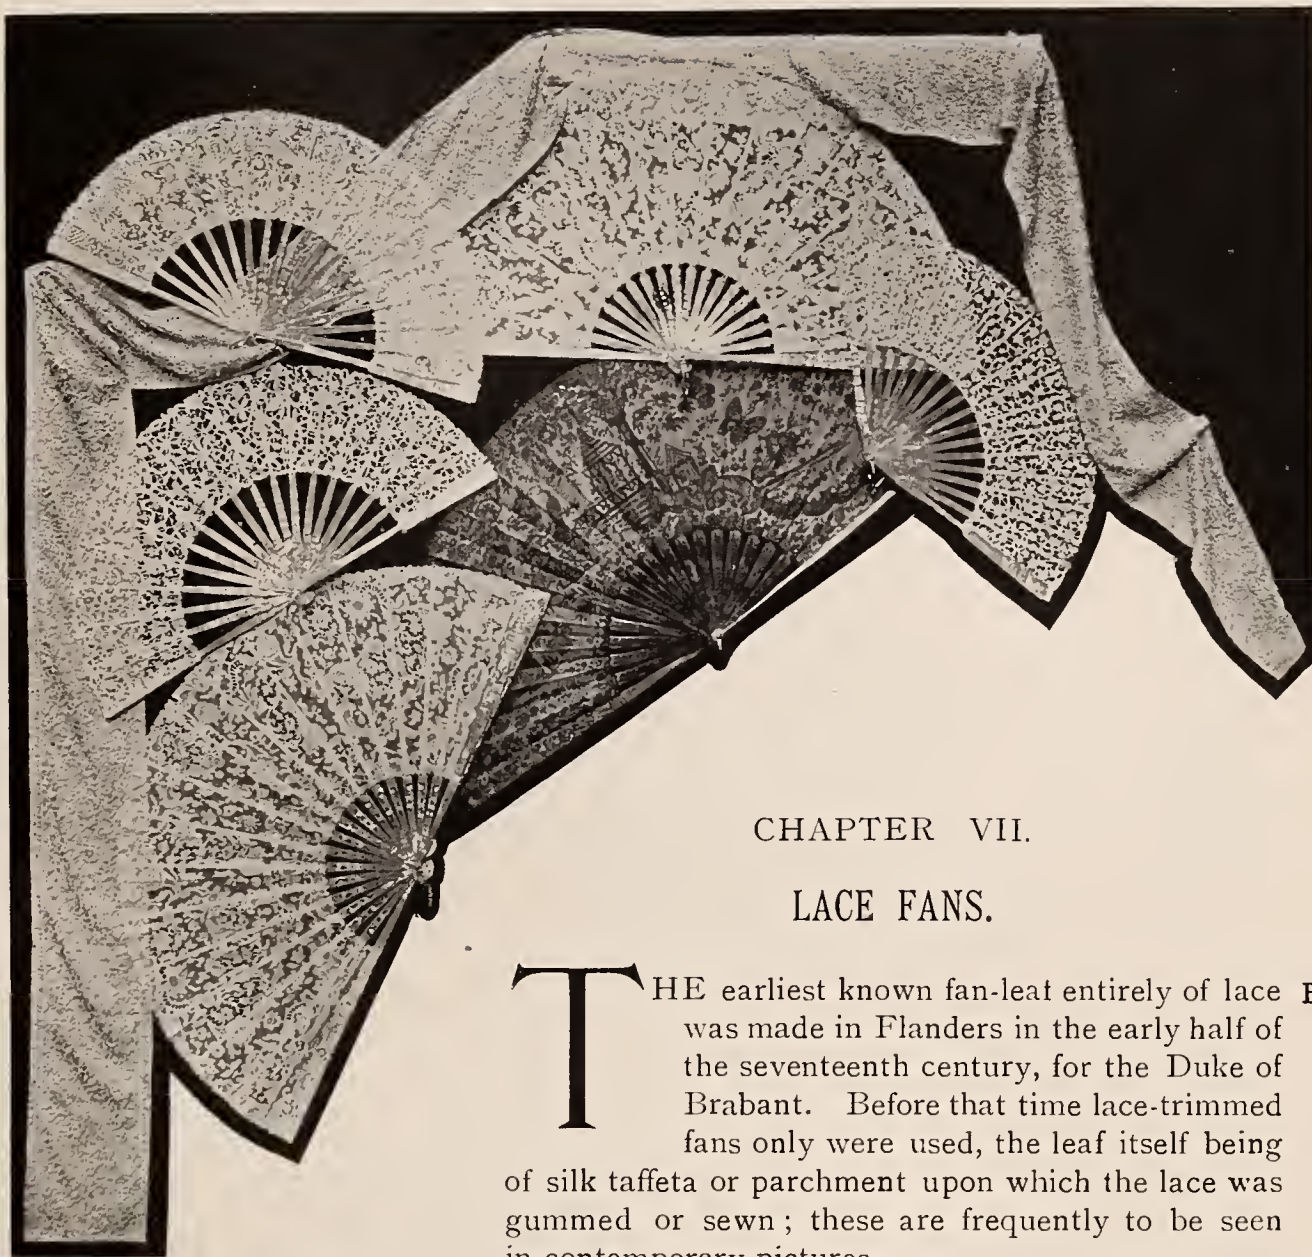 CHAPTER VII.
LACE FANS.
THE earliest known fan-leaf entirely of lace
was made in Flanders in the early half of
the seventeenth century, for the Duke of
Brabant. Before that time lace-trimmed
fans only were used, the leaf itself being
of silk taffeta or parchment upon which the lace was
gummed or sewn; these are frequently to be seen
in contemporary pictures